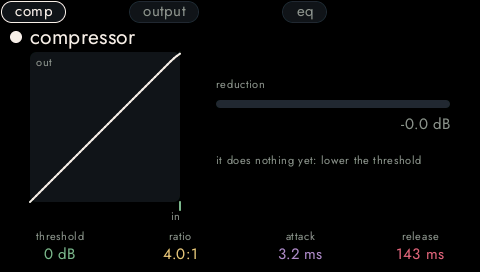 comp output eq
compressor
out
reduction
-0.0 dB
it does nothing yet: lower the threshold
in
threshold ratio attack release
0 dB 4.0:1 3.2 ms 143 ms